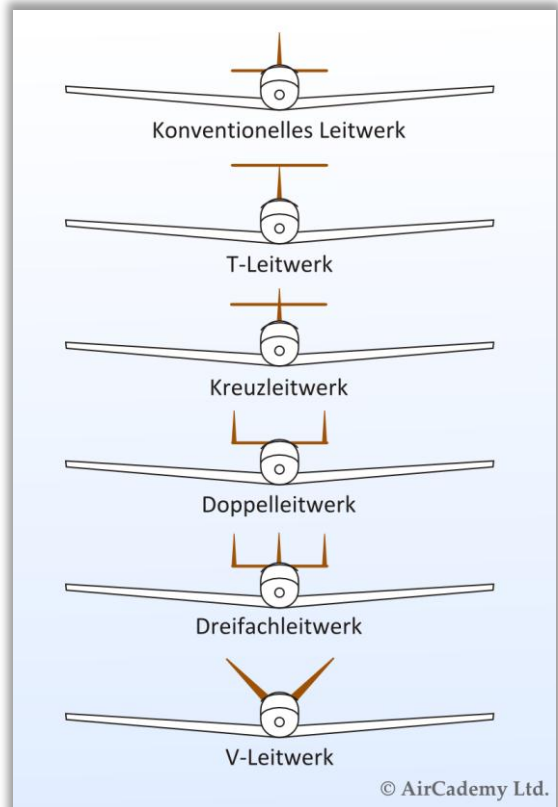 Konventionelles Leitwerk
T-Leitwerk
Kreuzleitwerk
Doppelleitwerk
Dreifachleitwerk
V-Leitwerk
© AirCademy Ltd.